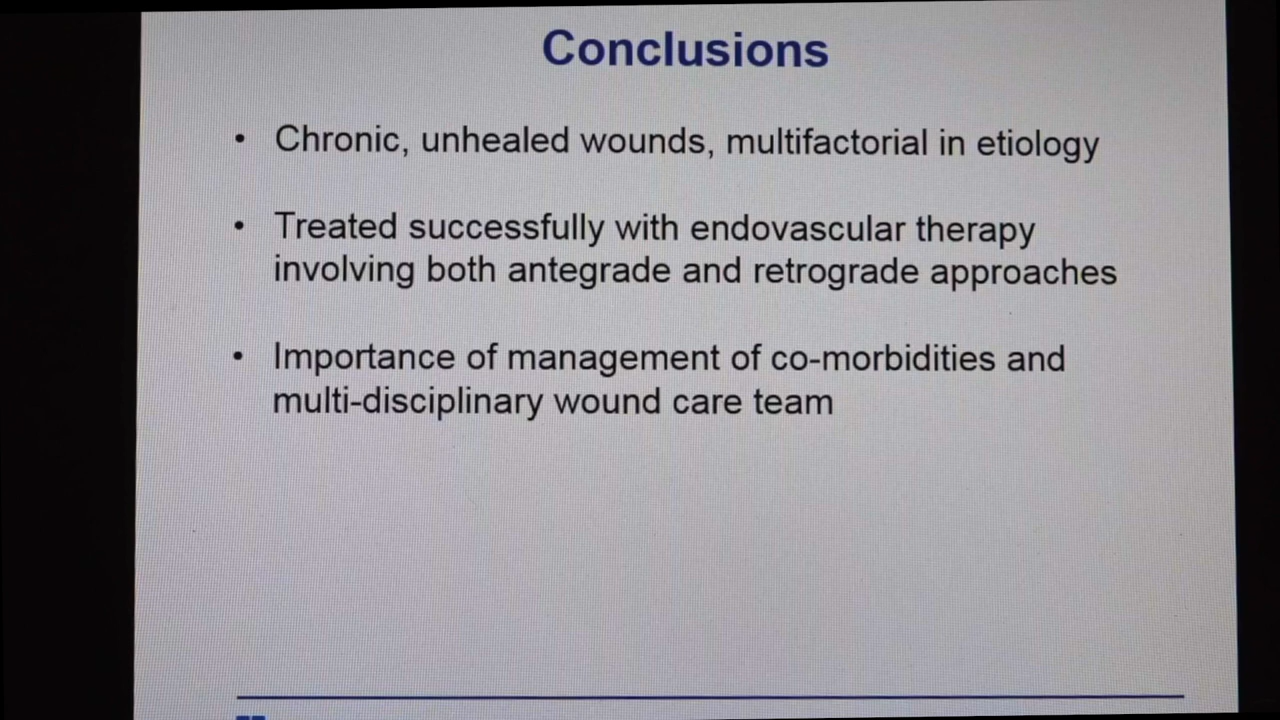 Conclusions
• Chronic, unhealed wounds, multifactorial in etiology
• Treated successfully with endovascular therapy
involving both antegrade and retrograde approaches
• Importance of management of co-morbidities and
multi-disciplinary wound care team